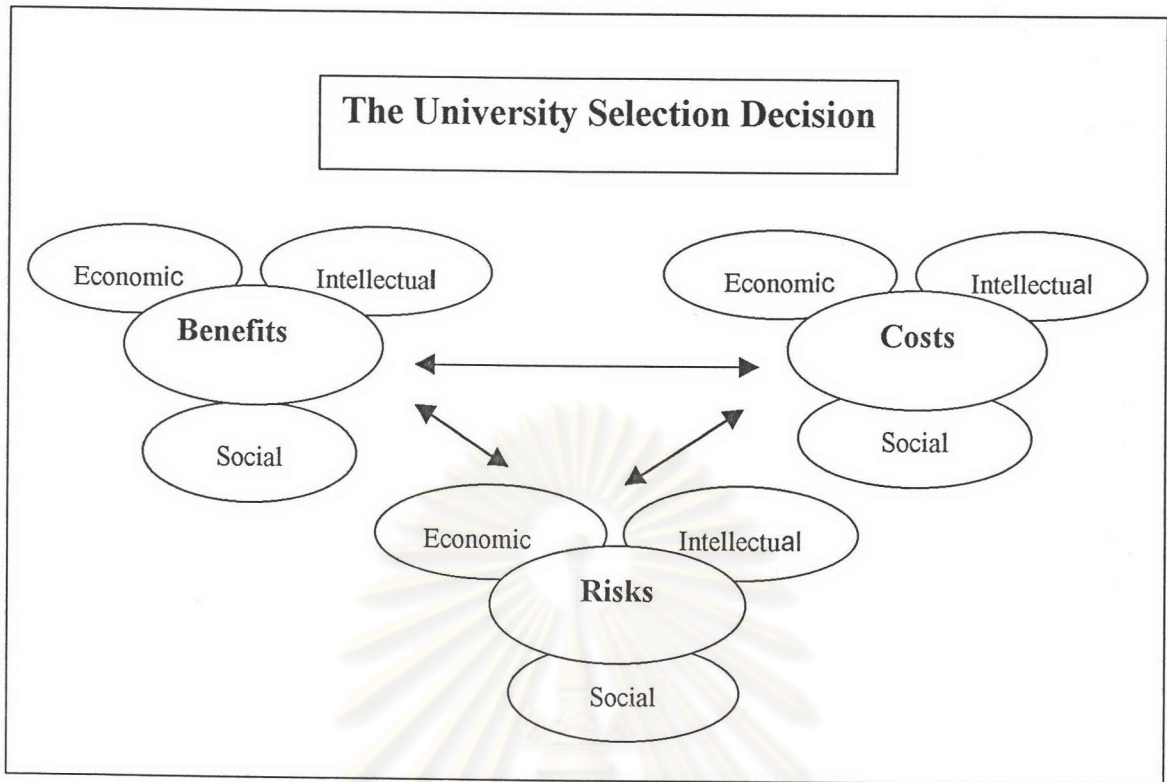 The University Selection Decision
Economic
Intellectual
Benefits
Social
Economic
Intellectual
Costs
Social
Economic
Intellectual
Risks
Social